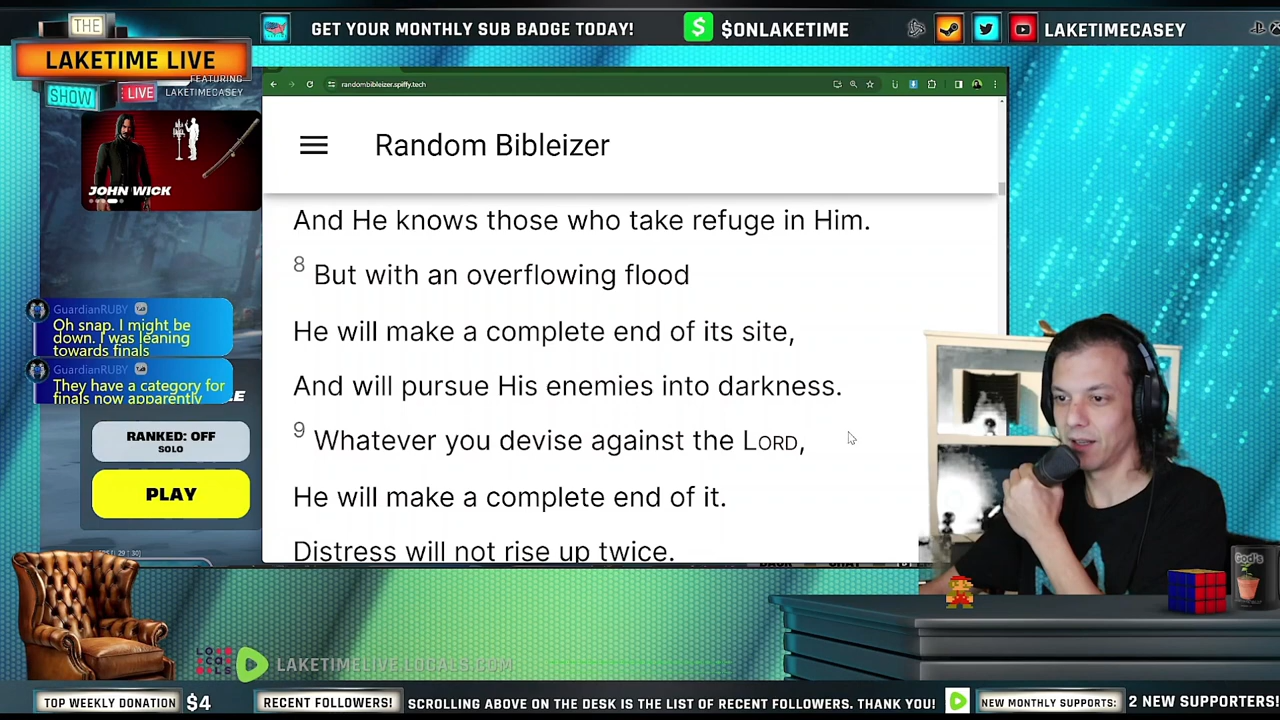 THE
LAKETIME LIVE
FEATURING
LAKETIMECASEY
SHOW
LIVE
GET YOUR MONTHLY SUB BADGE TODAY!
$ONLAKETIME
LAKETIMECASEY
randombibleizer.spiffy.tech
JOHN WICK
Random Bibleizer
And He knows those who take refuge in Him.
8 But with an overflowing flood
He will make a complete end of its site,
And will pursue His enemies into darkness.
9 Whatever you devise against the LORD,
He will make a complete end of it.
Distress will not rise up twice.
GuardianRUBY
Oh snap. I might be
down. I was leaning
towards finals
GuardianRUBY
They have a category for
finals now apparently
RANKED: OFF
SOLO
PLAY
God's
LAKETIMELIVE.LOCALS.COM
TOP WEEKLY DONATION
$4
RECENT FOLLOWERS!
SCROLLING ABOVE ON THE DESK IS THE LIST OF RECENT FOLLOWERS. THANK YOU!
NEW MONTHLY SUPPORTS:
2 NEW SUPPORTERS!